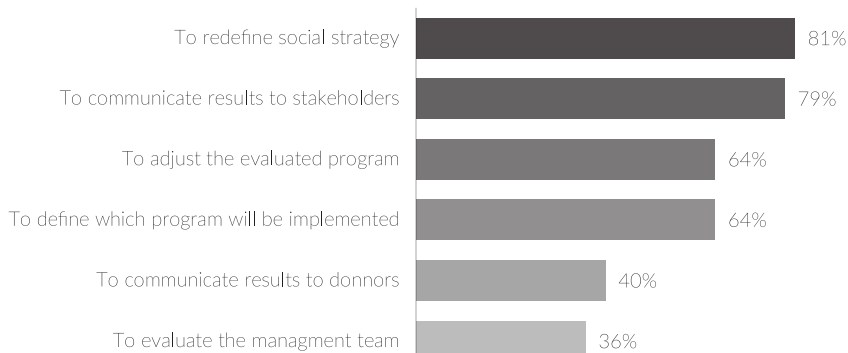 To redefine social strategy 81%
To communicate results to stakeholders 79%
To adjust the evaluated program 64%
To define which program will be implemented 64%
To communicate results to donnors 40%
To evaluate the managment team 36%